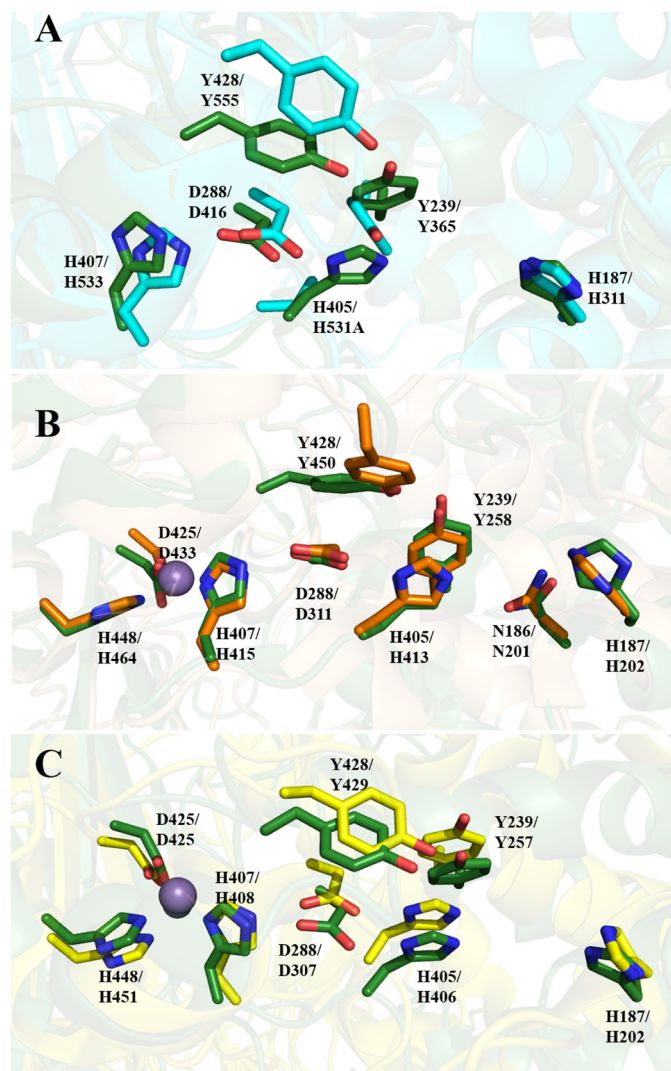 A
Y428/
Y555
D288/
D416
Y239/
Y365
H407/
H533
H405/
H531A
H187/
H311
B
Y428/
Y450
Y239/
Y258
D425/
D433
D288/
D311
H448/
H464
H407/
H415
H405/
H413
N186/
N201
H187/
H202
C
Y428/
Y429
D425/
D425
Y239/
Y257
H407/
H408
D288/
D307
H448/
H451
H405/
H406
H187/
H202